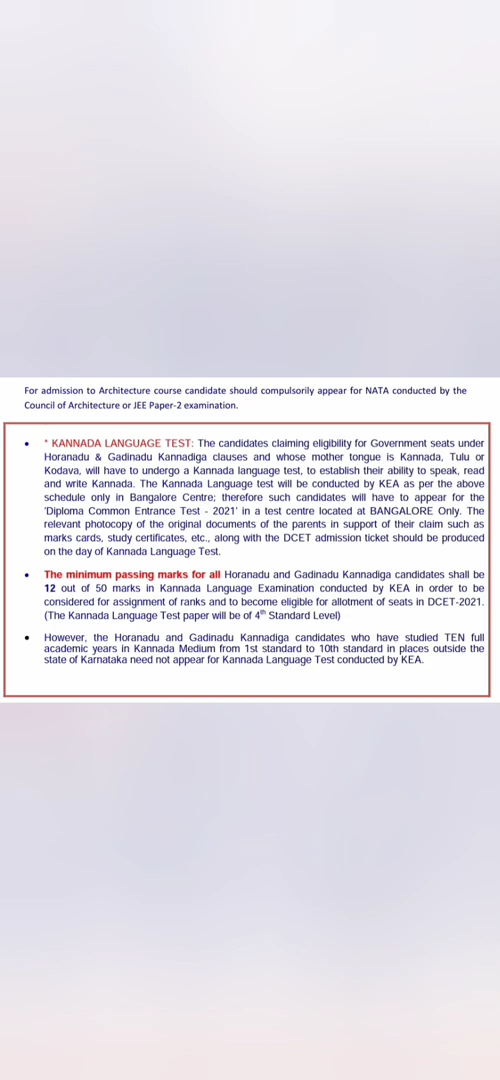 For admission to Architecture course candidate should compulsorily appear for NATA conducted by the
Council of Architecture or JEE Paper-2 examination.
• * KANNADA LANGUAGE TEST: The candidates claiming eligibility for Government seats under
Horanadu & Gadinadu Kannadiga clauses and whose mother tongue is Kannada, Tulu or
Kodava, will have to undergo a Kannada language test, to establish their ability to speak, read
and write Kannada. The Kannada Language test will be conducted by KEA as per the above
schedule only in Bangalore Centre; therefore such candidates will have to appear for the
'Diploma Common Entrance Test - 2021' in a test centre located at BANGALORE Only. The
relevant photocopy of the original documents of the parents in support of their claim such as
marks cards, study certificates, etc., along with the DCET admission ticket should be produced
on the day of Kannada Language Test.
• The minimum passing marks for all Horanadu and Gadinadu Kannadiga candidates shall be
12 out of 50 marks in Kannada Language Examination conducted by KEA in order to be
considered for assignment of ranks and to become eligible for allotment of seats in DCET-2021.
(The Kannada Language Test paper will be of 4th Standard Level)
• However, the Horanadu and Gadinadu Kannadiga candidates who have studied TEN full
academic years in Kannada Medium from 1st standard to 10th standard in places outside the
state of Karnataka need not appear for Kannada Language Test conducted by KEA.